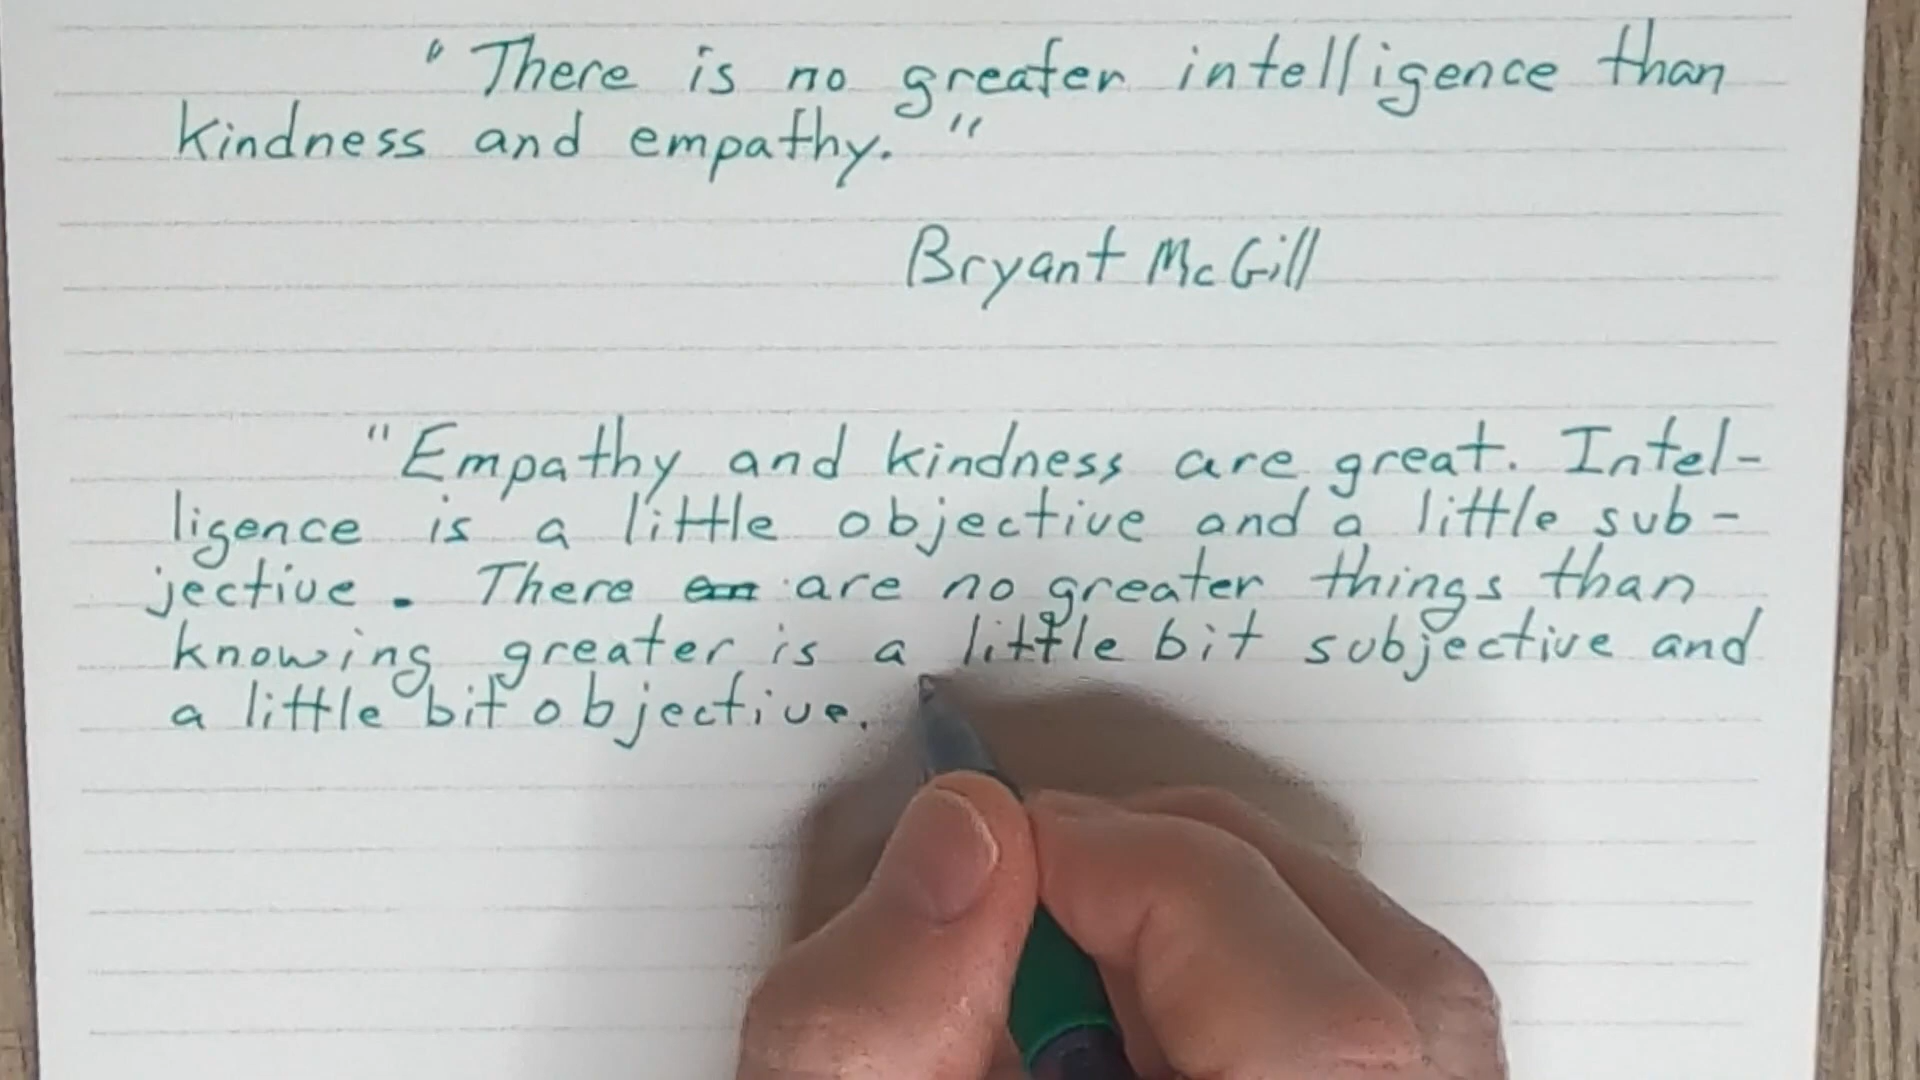 "There is no greater intelligence than
kindness and empathy."
Bryant McGill
"Empathy and kindness are great. Intel-
ligence is a little objective and a little sub-
jective. There are no greater things than
knowing greater is a little bit subjective and
a little bit objective.